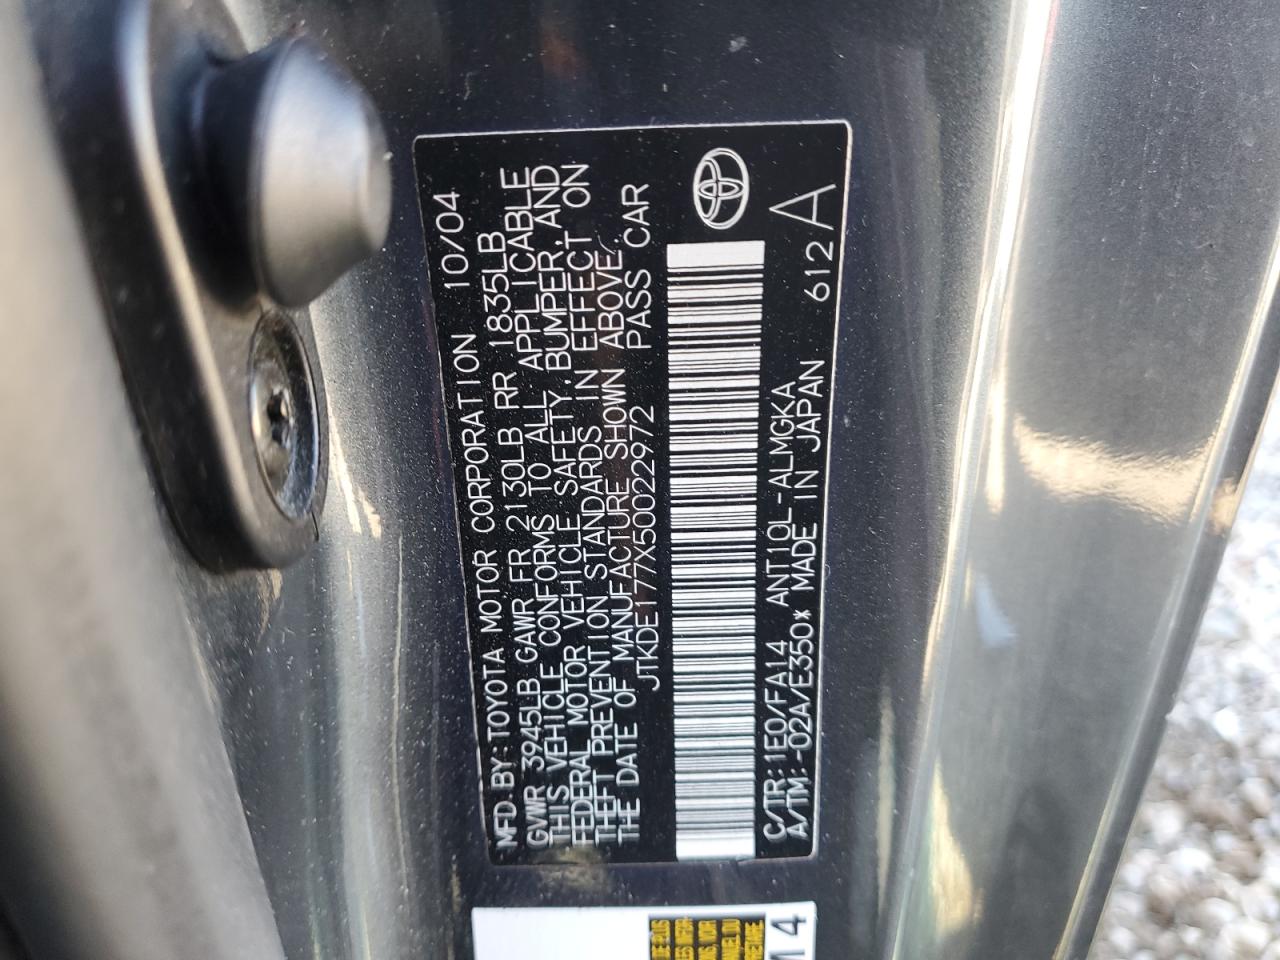 MFD.BY:TOYOTA MOTOR CORPORATION 10/04
GVWR 3945LB GAWR FR 2130LB RR 1835LB
THIS VEHICLE CONFORMS TO ALL APPLICABLE
FEDERAL MOTOR VEHICLE SAFETY,BUMPER,AND
THEFT PREVENTION STANDARDS IN EFFECT ON
THE DATE OF MANUFACTURE SHOWN ABOVE.
JTKDE177X50022972 PASS CAR
C/TR:1E0/FA14 ANT10L-ALMGKA
A/TM:-02A/E350* MADE IN JAPAN 612A
M 4